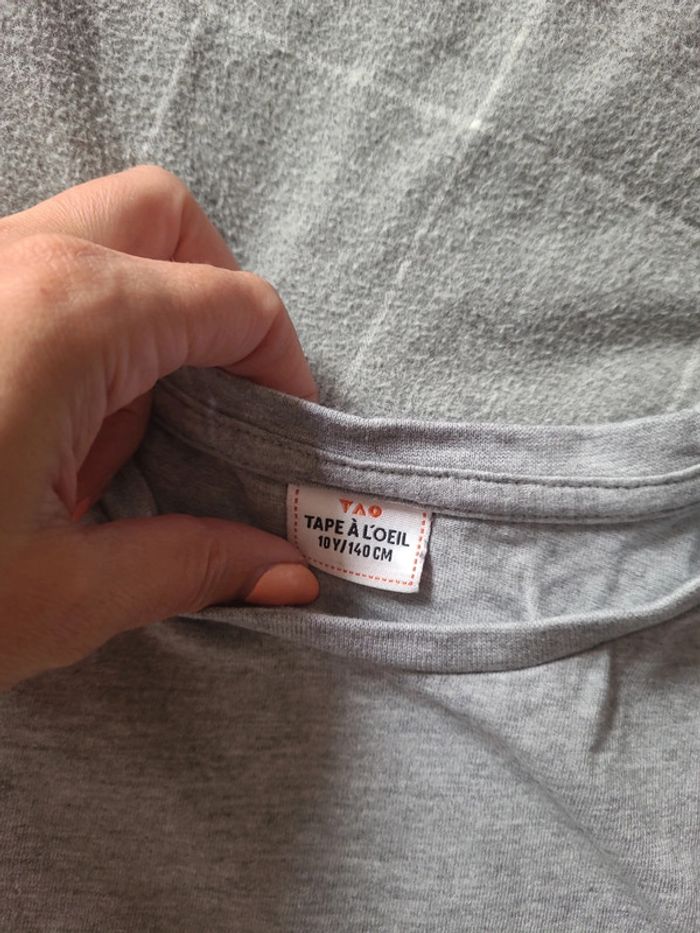 TAO
TAPE À L'OEIL
10 Y/140 CM